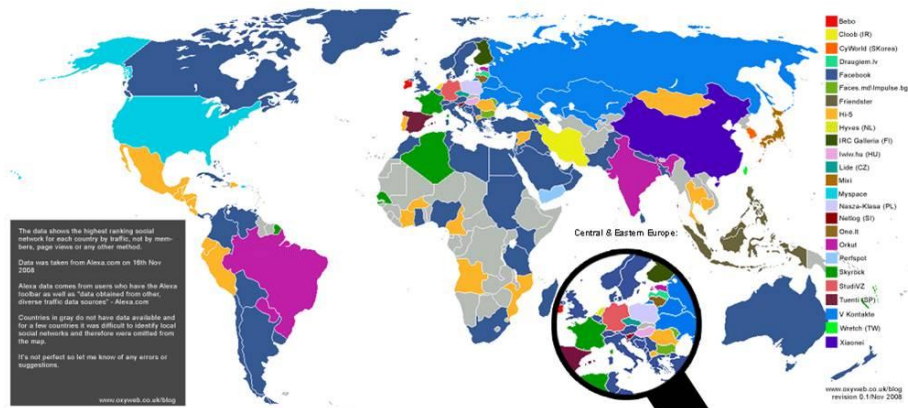 Bebo
Cloob (IR)
CyWorld (SKorea)
Draugiem.lv
Facebook
Faces.md/Impulse bg
Friendster
Hi-5
Hyves (NL)
IRC Galleria (FI)
Iwiw.hu (HU)
Lide (CZ)
Mixi
Myspace
Nasza-Klasa (PL)
Netlog (SI)
One.lt
Orkut
Perfspot
Skyrock
StudiVZ
Tuenti (SP)
V Kontakte
Wretch (TW)
Xiaonei
The data shows the highest ranking social
network for each country by traffic, not by mem-
bers, page views or any other method.
Data was taken from Alexa.com on 16th Nov
2008
Alexa data comes from users who have the Alexa
toolbar as well as "data obtained from other,
diverse traffic data sources" - Alexa.com
Countries in gray do not have data available and
for a few countries it was difficult to identify local
social networks and therefore were omitted from
the map.
It's not perfect so let me know of any errors or
suggestions.
www.oxyweb.co.uk/blog
Central & Eastern Europe:
www.oxyweb.co.uk/blog
revision 0.1/Nov 2008